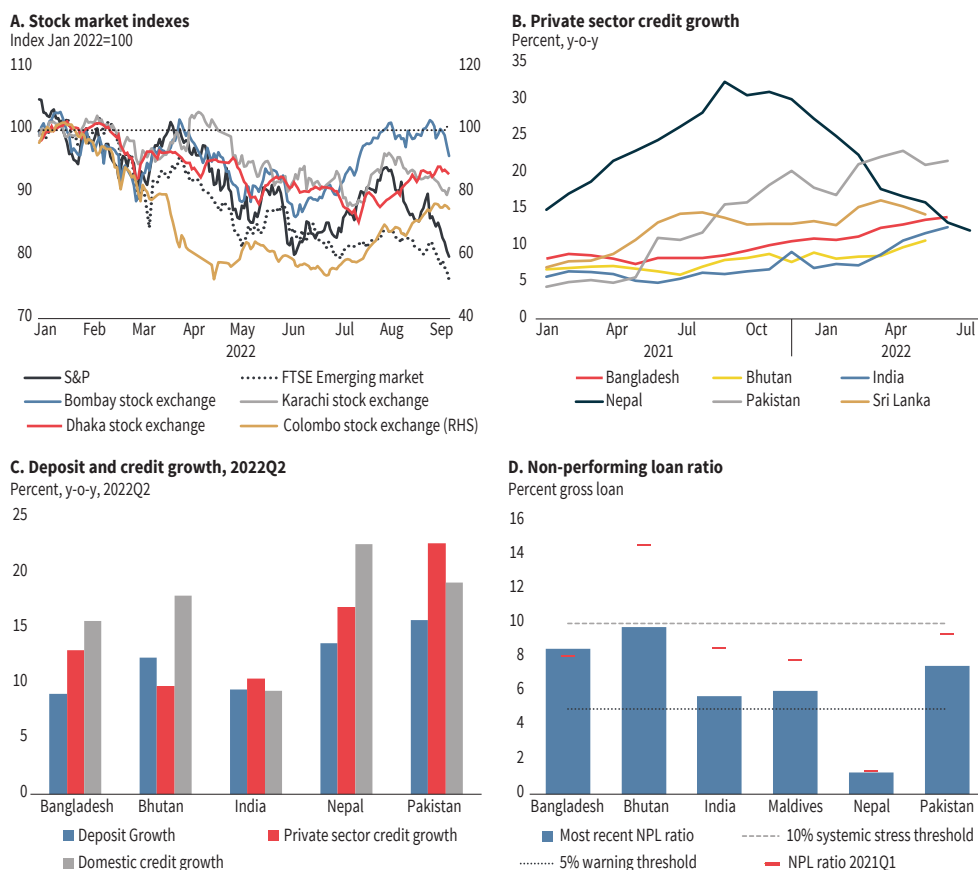 A. Stock market indexes
Index Jan 2022=100
110
100
90
80
70
120
100
80
60
40
Jan Feb Mar Apr May Jun Jul Aug Sep
2022
S&P
FTSE Emerging market
Bombay stock exchange
Karachi stock exchange
Dhaka stock exchange
Colombo stock exchange (RHS)
B. Private sector credit growth
Percent, y-o-y
35
30
25
20
15
10
5
0
Jan Apr Jul Oct Jan Apr Jul
2021 2022
Bangladesh Bhutan India
Nepal Pakistan Sri Lanka
C. Deposit and credit growth, 2022Q2
Percent, y-o-y, 2022Q2
25
20
15
10
5
0
Bangladesh Bhutan India Nepal Pakistan
Deposit Growth Private sector credit growth
Domestic credit growth
D. Non-performing loan ratio
Percent gross loan
16
14
12
10
8
6
4
2
0
Bangladesh Bhutan India Maldives Nepal Pakistan
Most recent NPL ratio 10% systemic stress threshold
5% warning threshold NPL ratio 2021Q1